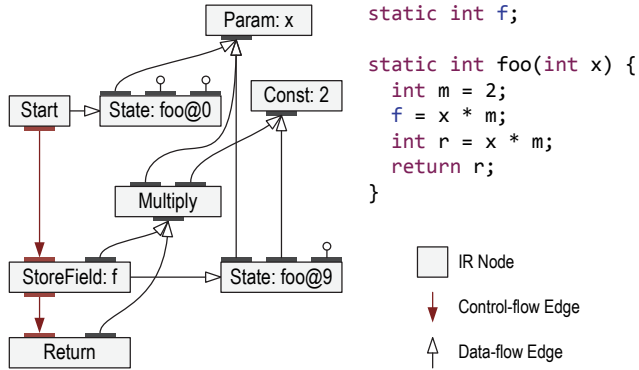 Param: x
Start
State: foo@0
Const: 2
Multiply
StoreField: f
State: foo@9
Return
static int f;
static int foo(int x) {
int m = 2;
f = x * m;
int r = x * m;
return r;
}
IR Node
Control-flow Edge
Data-flow Edge